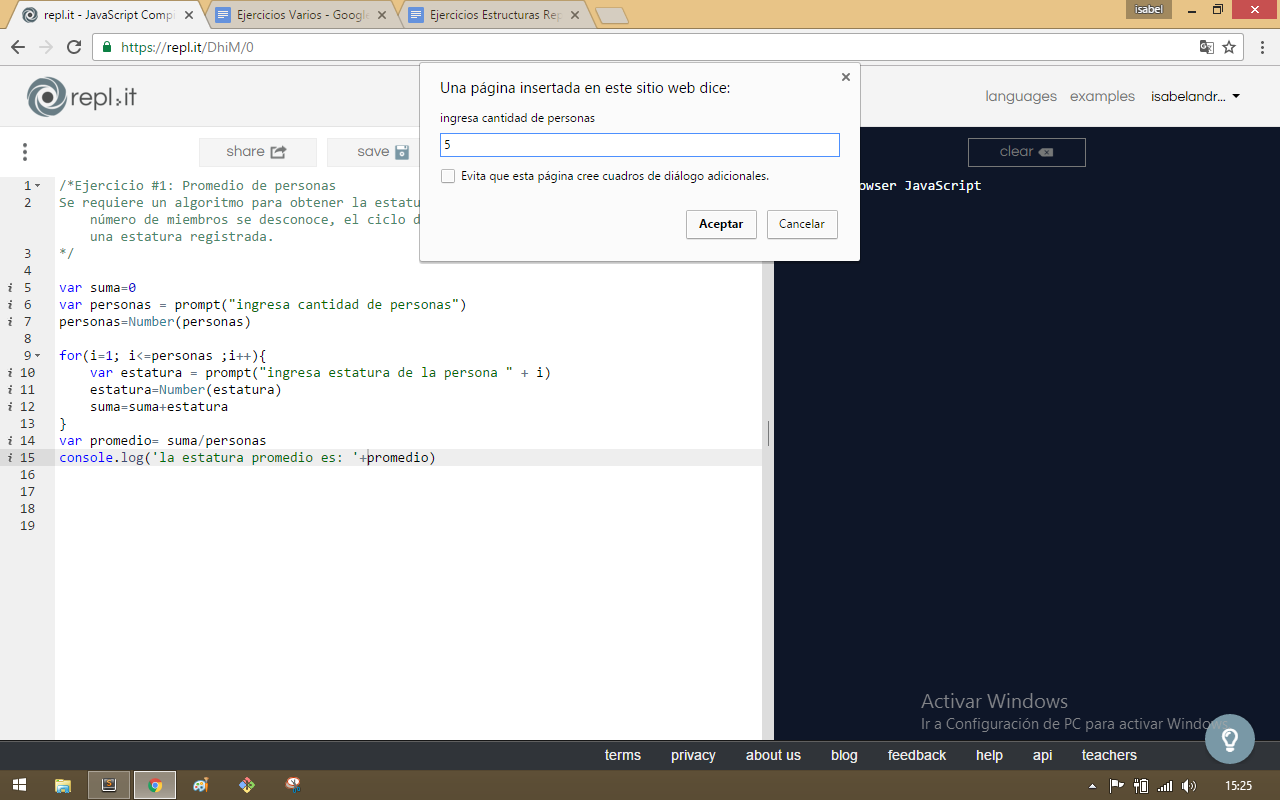 repl.it - JavaScript Comp
Ejercicios Varios - Google
Ejercicios Estructuras Rep
isabel
https://repl.it/DhiM/0
repl.it
languages
examples
isabelandr...
Una página insertada en este sitio web dice:
ingresa cantidad de personas
5
Evita que esta página cree cuadros de diálogo adicionales.
Aceptar
Cancelar
share
save
clear
owser JavaScript
1 /*Ejercicio #1: Promedio de personas
2 Se requiere un algoritmo para obtener la estatu
número de miembros se desconoce, el ciclo d
una estatura registrada.
3 */
4
5 var suma=0
6 var personas = prompt("ingresa cantidad de personas")
7 personas=Number(personas)
8
9 for(i=1; i<=personas ;i++){
10 var estatura = prompt("ingresa estatura de la persona " + i)
11 estatura=Number(estatura)
12 suma=suma+estatura
13 }
14 var promedio= suma/personas
15 console.log('la estatura promedio es: '+promedio)
16
17
18
19
Activar Windows
Ir a Configuración de PC para activar Windows.
terms
privacy
about us
blog
feedback
help
api
teachers
15:25